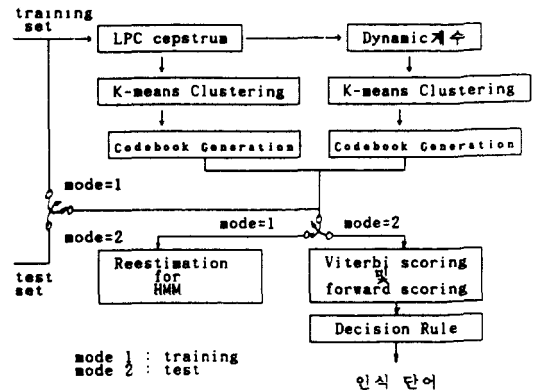 training
set
LPC cepstrum
Dynamic계수
K-means Clustering
K-means Clustering
Codebook Generation
Codebook Generation
mode=1
mode=2
mode=1
mode=2
test
set
Reestimation
for
HMM
Viterbi scoring
및
forward scoring
Decision Rule
mode 1 : training
mode 2 : test
인식 단어